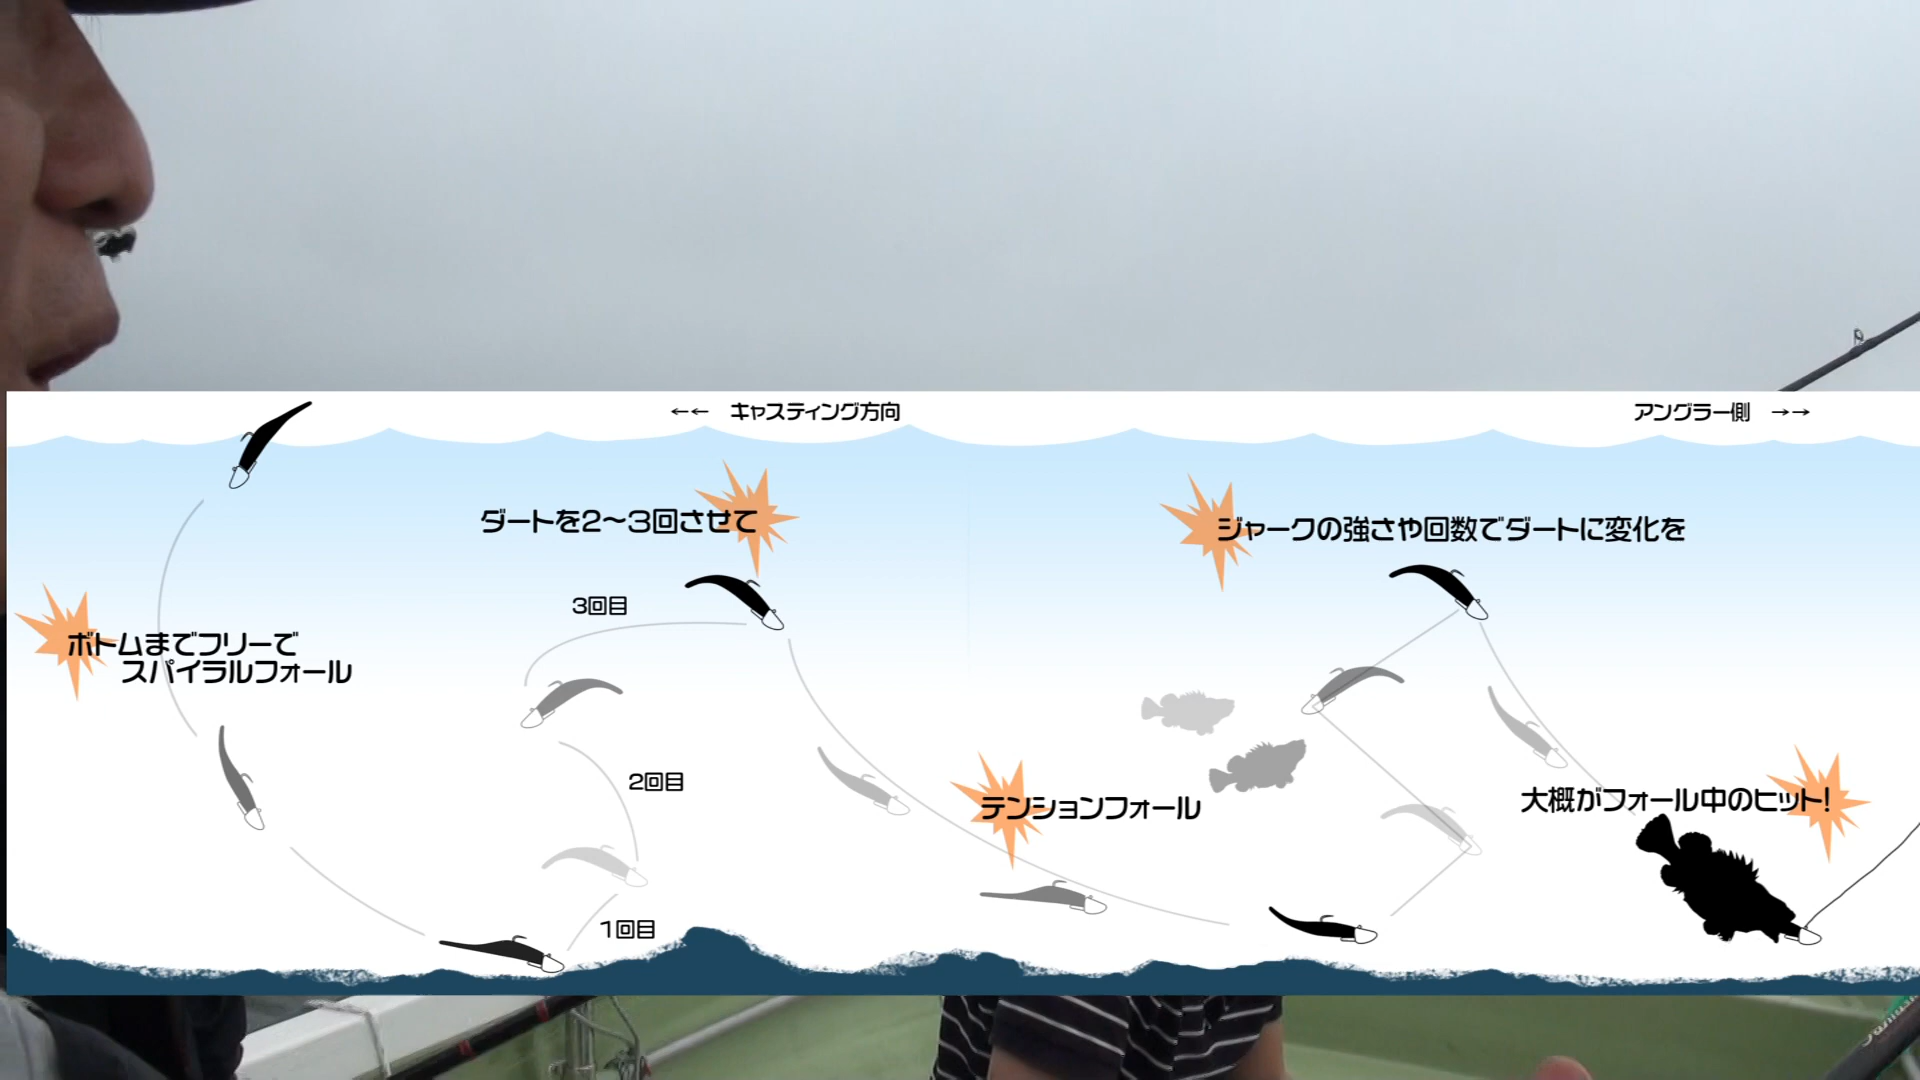 ←← キャスティング方向
アングラー側 →→
ダートを2～3回させて
ジャークの強さや回数でダートに変化を
3回目
ボトムまでフリーで
スパイラルフォール
2回目
テンションフォール
大概がフォール中のヒット!
1回目